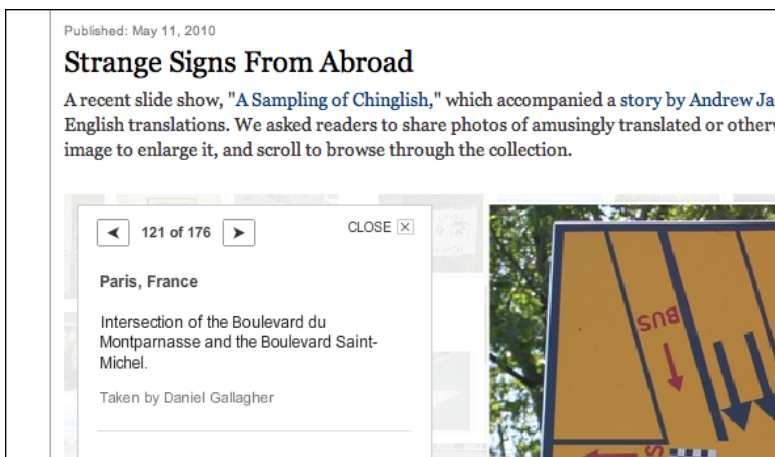 Published: May 11, 2010
Strange Signs From Abroad
A recent slide show, "A Sampling of Chinglish," which accompanied a story by Andrew
English translations. We asked readers to share photos of amusingly translated or
image to enlarge it, and scroll to browse through the collection.
121 of 176
CLOSE
Paris, France
Intersection of the Boulevard du
Montparnasse and the Boulevard Saint-
Michel.
Taken by Daniel Gallagher
BUS